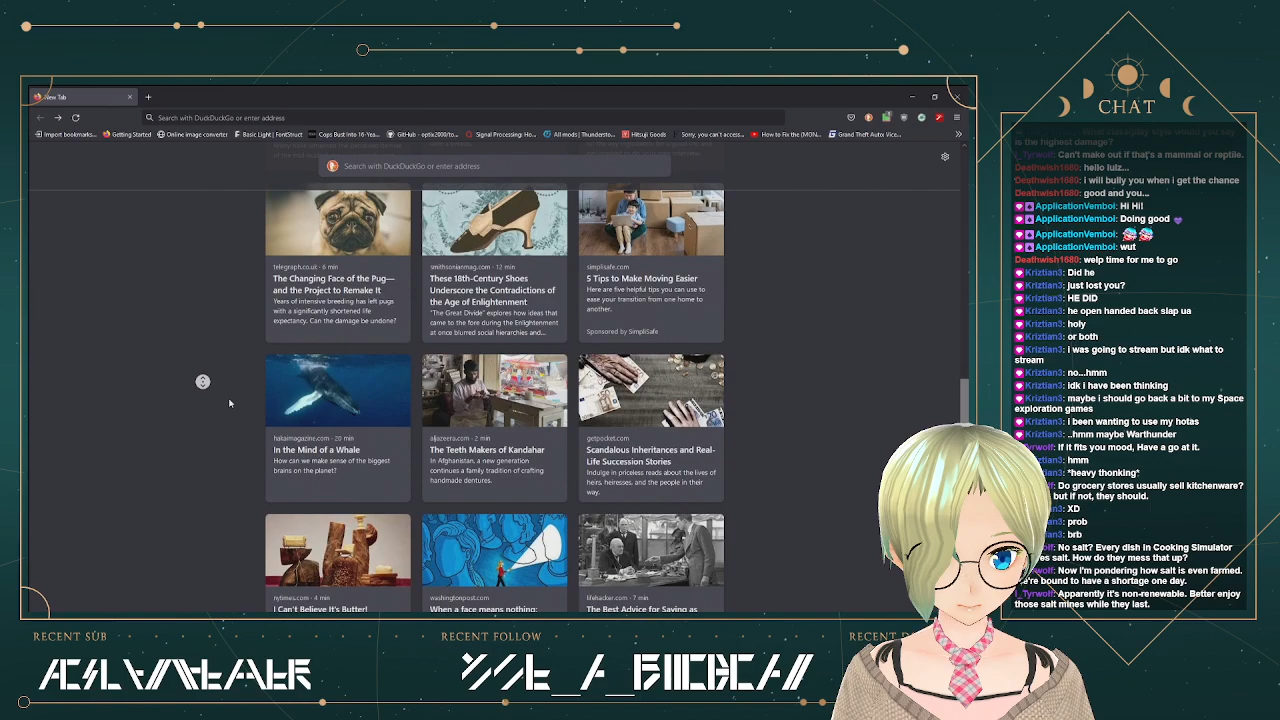 New Tab
Search with DuckDuckGo or enter address
Import bookmarks...
Getting Started
Online image converter
Basic Light | FontStruct
Cops Bust Into 16-Yea...
GitHub - optix2000/to...
Signal Processing: Ho...
All mods | Thundersto...
Hitsuji Goods
Sorry, you can't access...
How to Fix the (MON...
Grand Theft Auto Vice...
Search with DuckDuckGo or enter address
telegraph.co.uk · 8 min
The Changing Face of the Pug—
and the Project to Remake It
Years of intensive breeding has left pugs
with a significantly shortened life
expectancy. Can the damage be undone?
smithsonianmag.com · 12 min
These 18th-Century Shoes
Underscore the Contradictions of
the Age of Enlightenment
"The Great Divide" explores how ideas that
came to the fore during the Enlightenment
at once blurred social hierarchies and...
simplisafe.com
5 Tips to Make Moving Easier
Here are five helpful tips you can use to
ease your transition from one home to
another.
Sponsored by SimpliSafe
hakaimagazine.com · 20 min
In the Mind of a Whale
How can we make sense of the biggest
brains on the planet?
aljazeera.com · 2 min
The Teeth Makers of Kandahar
In Afghanistan, a new generation
continues a family tradition of crafting
handmade dentures.
getpocket.com
Scandalous Inheritances and Real-
Life Succession Stories
Indulge in priceless reads about the lives of
heirs, heiresses, and the people in their
way.
nytimes.com · 4 min
I Can't Believe It's Butter!
washingtonpost.com
When a face means nothing:
lifehacker.com · 7 min
The Best Advice for Saving as
CHAT
What class/play style would you say
is the highest damage?
i_Tyrwolf: Can't make out if that's a mammal or reptile.
Deathwish1680: hello lulz...
Deathwish1680: i will bully you when i get the chance
Deathwish1680: good and you...
ApplicationVemboi: Hi Hi!
ApplicationVemboi: Doing good
ApplicationVemboi:
ApplicationVemboi: wut
Deathwish1680: welp time for me to go
Kriztian3: Did he
Kriztian3: just lost you?
Kriztian3: HE DID
Kriztian3: he open handed back slap ua
Kriztian3: holy
Kriztian3: or both
Kriztian3: i was going to stream but idk what to
stream
Kriztian3: no...hmm
Kriztian3: idk i have been thinking
Kriztian3: maybe i should go back a bit to my Space
exploration games
Kriztian3: I been wanting to use my hotas
Kriztian3: ..hmm maybe Warthunder
If it fits you mood, Have a go at it.
hmm
*heavy thonking*
Do grocery stores usually sell kitchenware?
but if not, they should.
XD
prob
brb
No salt? Every dish in Cooking Simulator
How do they mess that up?
Now I'm pondering how salt is even farmed.
bound to have a shortage one day.
i_Tyrwolf: Apparently it's non-renewable. Better enjoy
those salt mines while they last.
RECENT SUB
RECENT FOLLOW